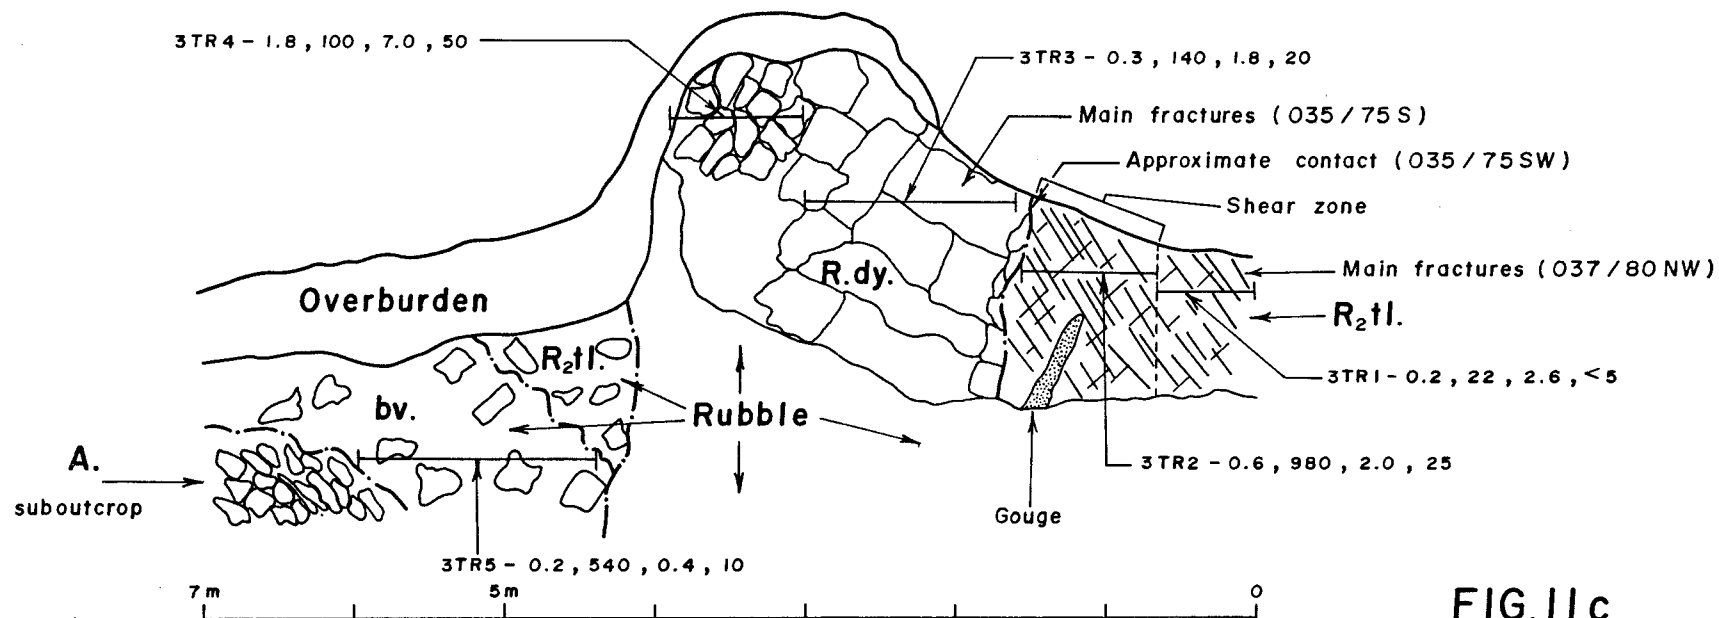 3TR4 - 1.8, 100, 7.0, 50
3TR3 - 0.3, 140, 1.8, 20
Main fractures (035/75 S)
Approximate contact (035/75 SW)
Shear zone
Main fractures (037/80 NW)
Overburden
R.dy.
R₂tl.
R₂tl.
3TR1 - 0.2, 22, 2.6, <5
bv.
Rubble
A.
suboutcrop
3TR2 - 0.6, 980, 2.0, 25
Gouge
3TR5 - 0.2, 540, 0.4, 10
7m 5m 0
FIG. 11c